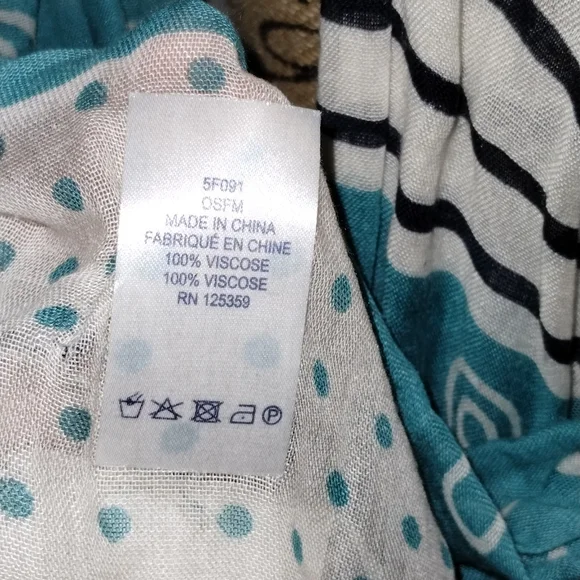 5F091
OSFM
MADE IN CHINA
FABRIQUÉ EN CHINE
100% VISCOSE
100% VISCOSE
RN 125359
P